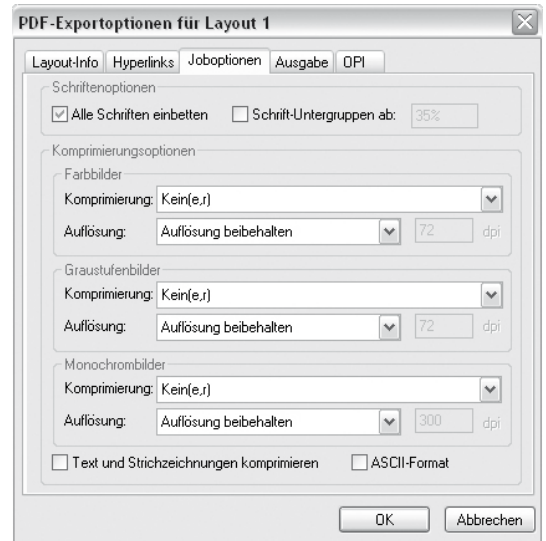 PDF-Exportoptionen für Layout 1
Layout-Info Hyperlinks Joboptionen Ausgabe OPI
Schriftenoptionen
Alle Schriften einbetten Schrift-Untergruppen ab: 35%
Komprimierungsoptionen
Farbbilder
Komprimierung: Kein(e,r)
Auflösung: Auflösung beibehalten 72 dpi
Graustufenbilder
Komprimierung: Kein(e,r)
Auflösung: Auflösung beibehalten 72 dpi
Monochrombilder
Komprimierung: Kein(e,r)
Auflösung: Auflösung beibehalten 300 dpi
Text und Strichzeichnungen komprimieren ASCII-Format
OK Abbrechen